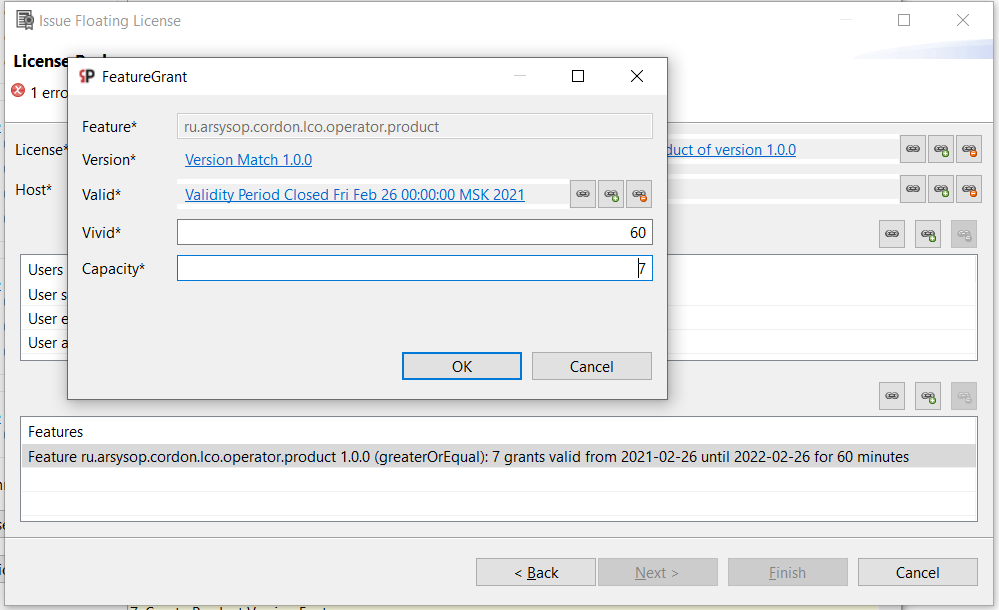 Issue Floating License
License
1 erro
FeatureGrant
Feature* ru.arsysop.cordon.lco.operator.product
Version* Version Match 1.0.0
License* duct of version 1.0.0
Valid* Validity Period Closed Fri Feb 26 00:00:00 MSK 2021
Host*
Vivid* 60
Capacity* 7
Users
User s
User e
User a
OK Cancel
Features
Feature ru.arsysop.cordon.lco.operator.product 1.0.0 (greaterOrEqual): 7 grants valid from 2021-02-26 until 2022-02-26 for 60 minutes
< Back Next > Finish Cancel